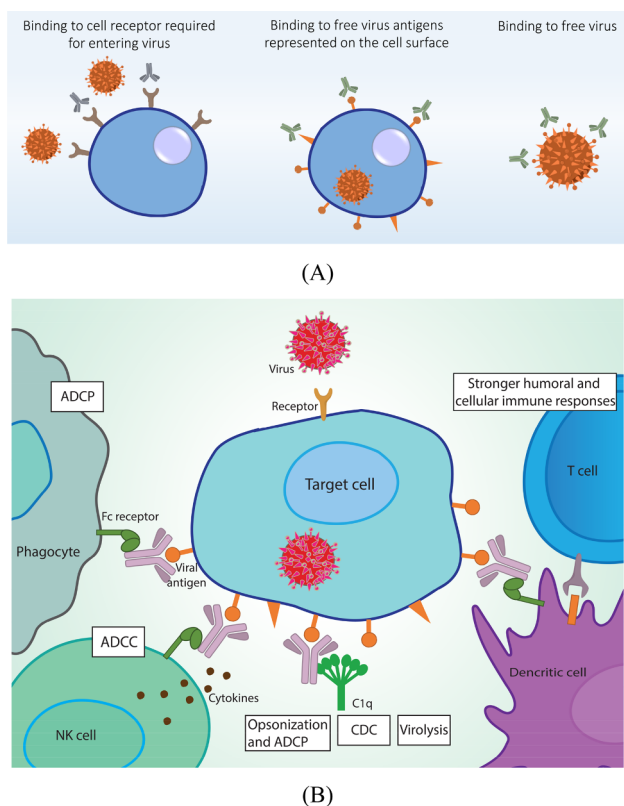 Binding to cell receptor required
for entering virus
Binding to free virus antigens
represented on the cell surface
Binding to free virus
(A)
Virus
Receptor
ADCP
Stronger humoral and
cellular immune responses
T cell
Target cell
Fc receptor
Phagocyte
Viral
antigen
ADCC
Cytokines
NK cell
C1q
Opsonization
and ADCP
CDC
Virolysis
Dencritic cell
(B)